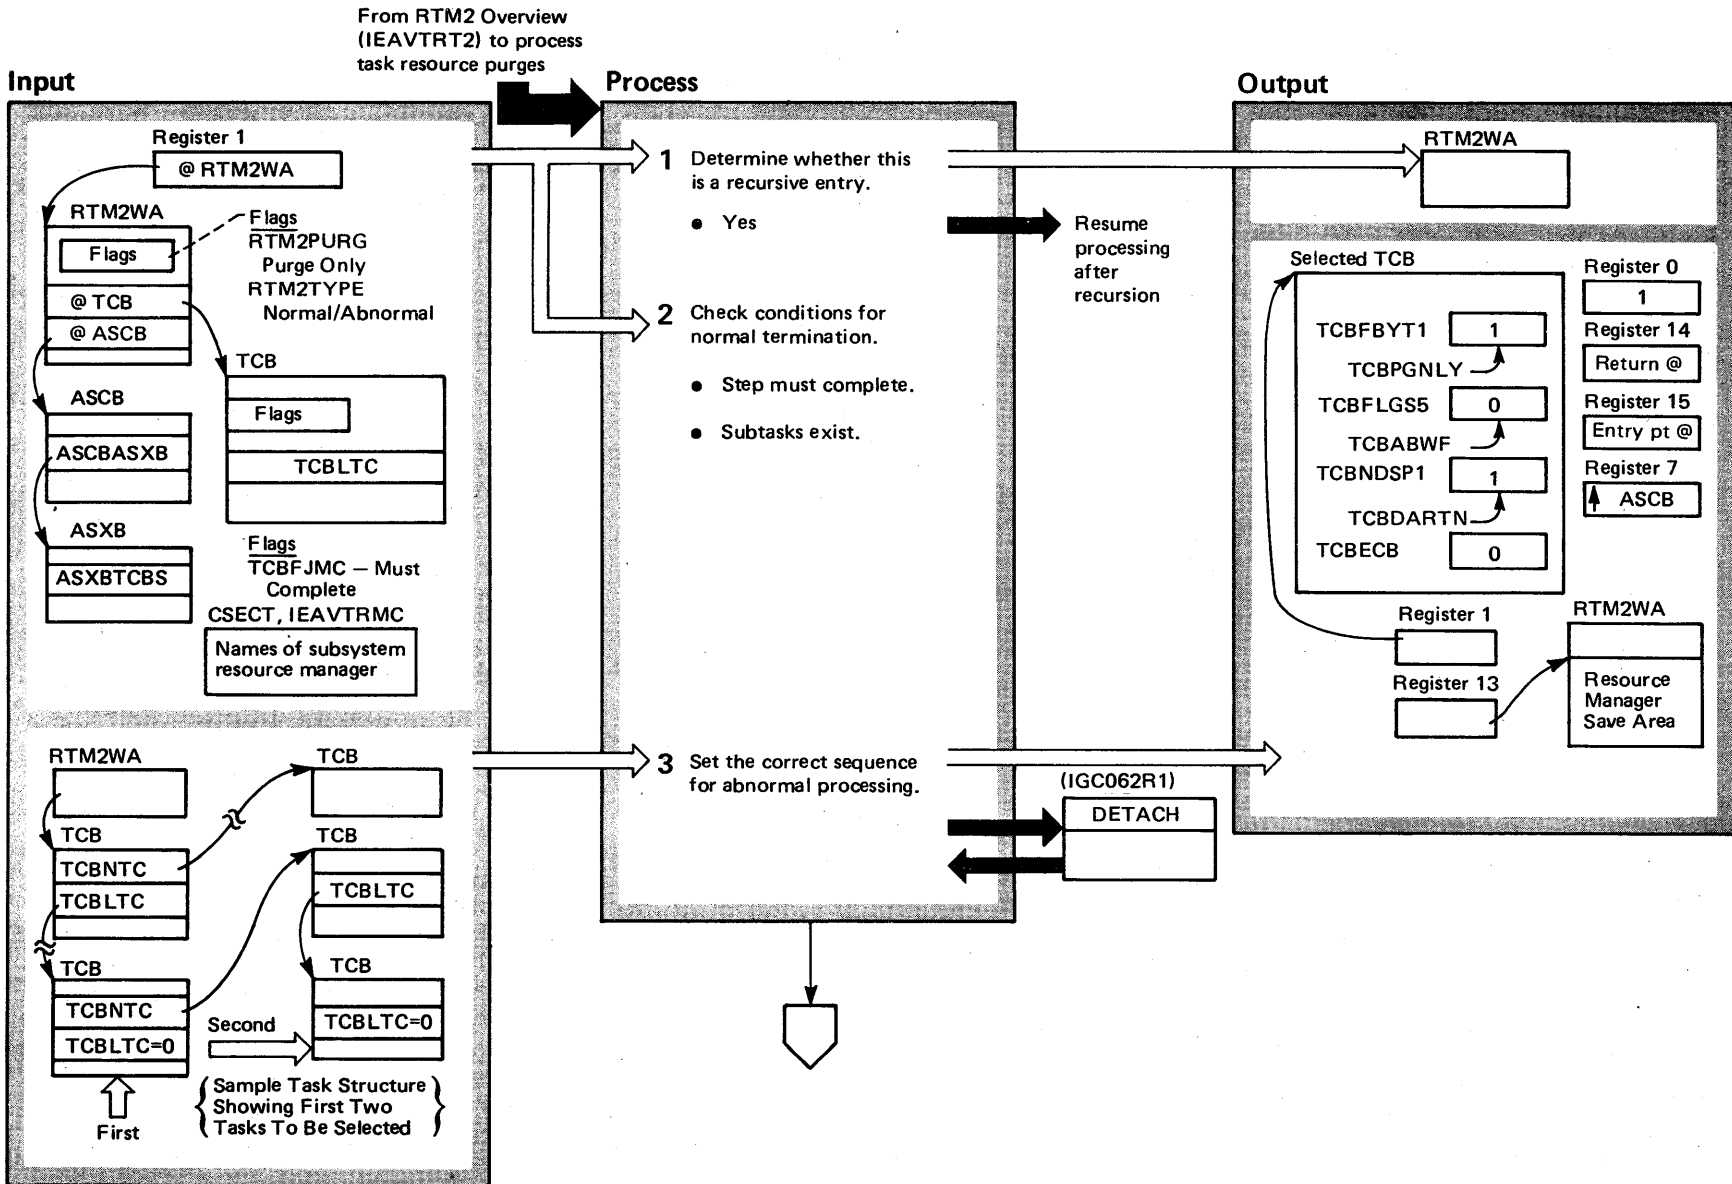 From RTM2 Overview
(IEAVTRT2) to process
task resource purges
Input
Register 1
@ RTM2WA
RTM2WA
Flags
@ TCB
@ ASCB
Flags
RTM2PURG
Purge Only
RTM2TYPE
Normal/Abnormal
ASCB
ASCBASXB
TCB
Flags
TCBLTC
ASXB
ASXBTCBS
Flags
TCBFJMC – Must
Complete
CSECT, IEAVTRMC
Names of subsystem
resource manager
RTM2WA
TCB
TCB
TCBNTC
TCBLTC
TCB
TCBLTC
TCB
TCBNTC
TCBLTC=0
TCB
TCBLTC=0
Second
First
Sample Task Structure
Showing First Two
Tasks To Be Selected
Process
1 Determine whether this
is a recursive entry.
• Yes
Resume
processing
after
recursion
2 Check conditions for
normal termination.
• Step must complete.
• Subtasks exist.
3 Set the correct sequence
for abnormal processing.
(IGC062R1)
DETACH
Output
RTM2WA
Selected TCB
TCBFBYT1 1
TCBPGNLY
TCBFLGS5 0
TCBABWF
TCBNDSP1 1
TCBDARTN
TCBECB 0
Register 0
1
Register 14
Return @
Register 15
Entry pt @
Register 7
ASCB
Register 1
Register 13
RTM2WA
Resource
Manager
Save Area